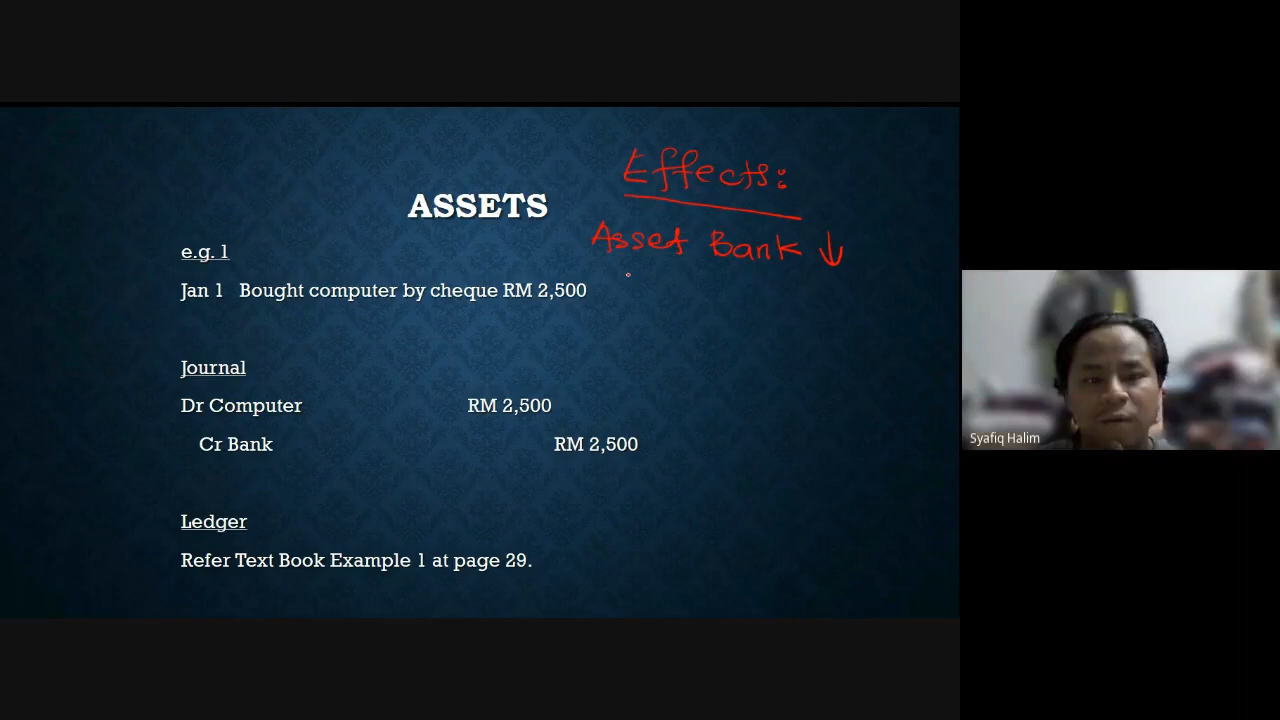 Effects:
ASSETS
Asset Bank ↓
e.g. 1
Jan 1 Bought computer by cheque RM 2,500
Journal
Dr Computer RM 2,500
Cr Bank RM 2,500
Ledger
Refer Text Book Example 1 at page 29.
Syafiq Halim